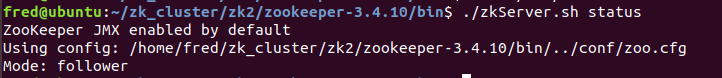 fred@ubuntu:~/zk_cluster/zk2/zookeeper-3.4.10/bin$ ./zkServer.sh status
ZooKeeper JMX enabled by default
Using config: /home/fred/zk_cluster/zk2/zookeeper-3.4.10/bin/../conf/zoo.cfg
Mode: follower